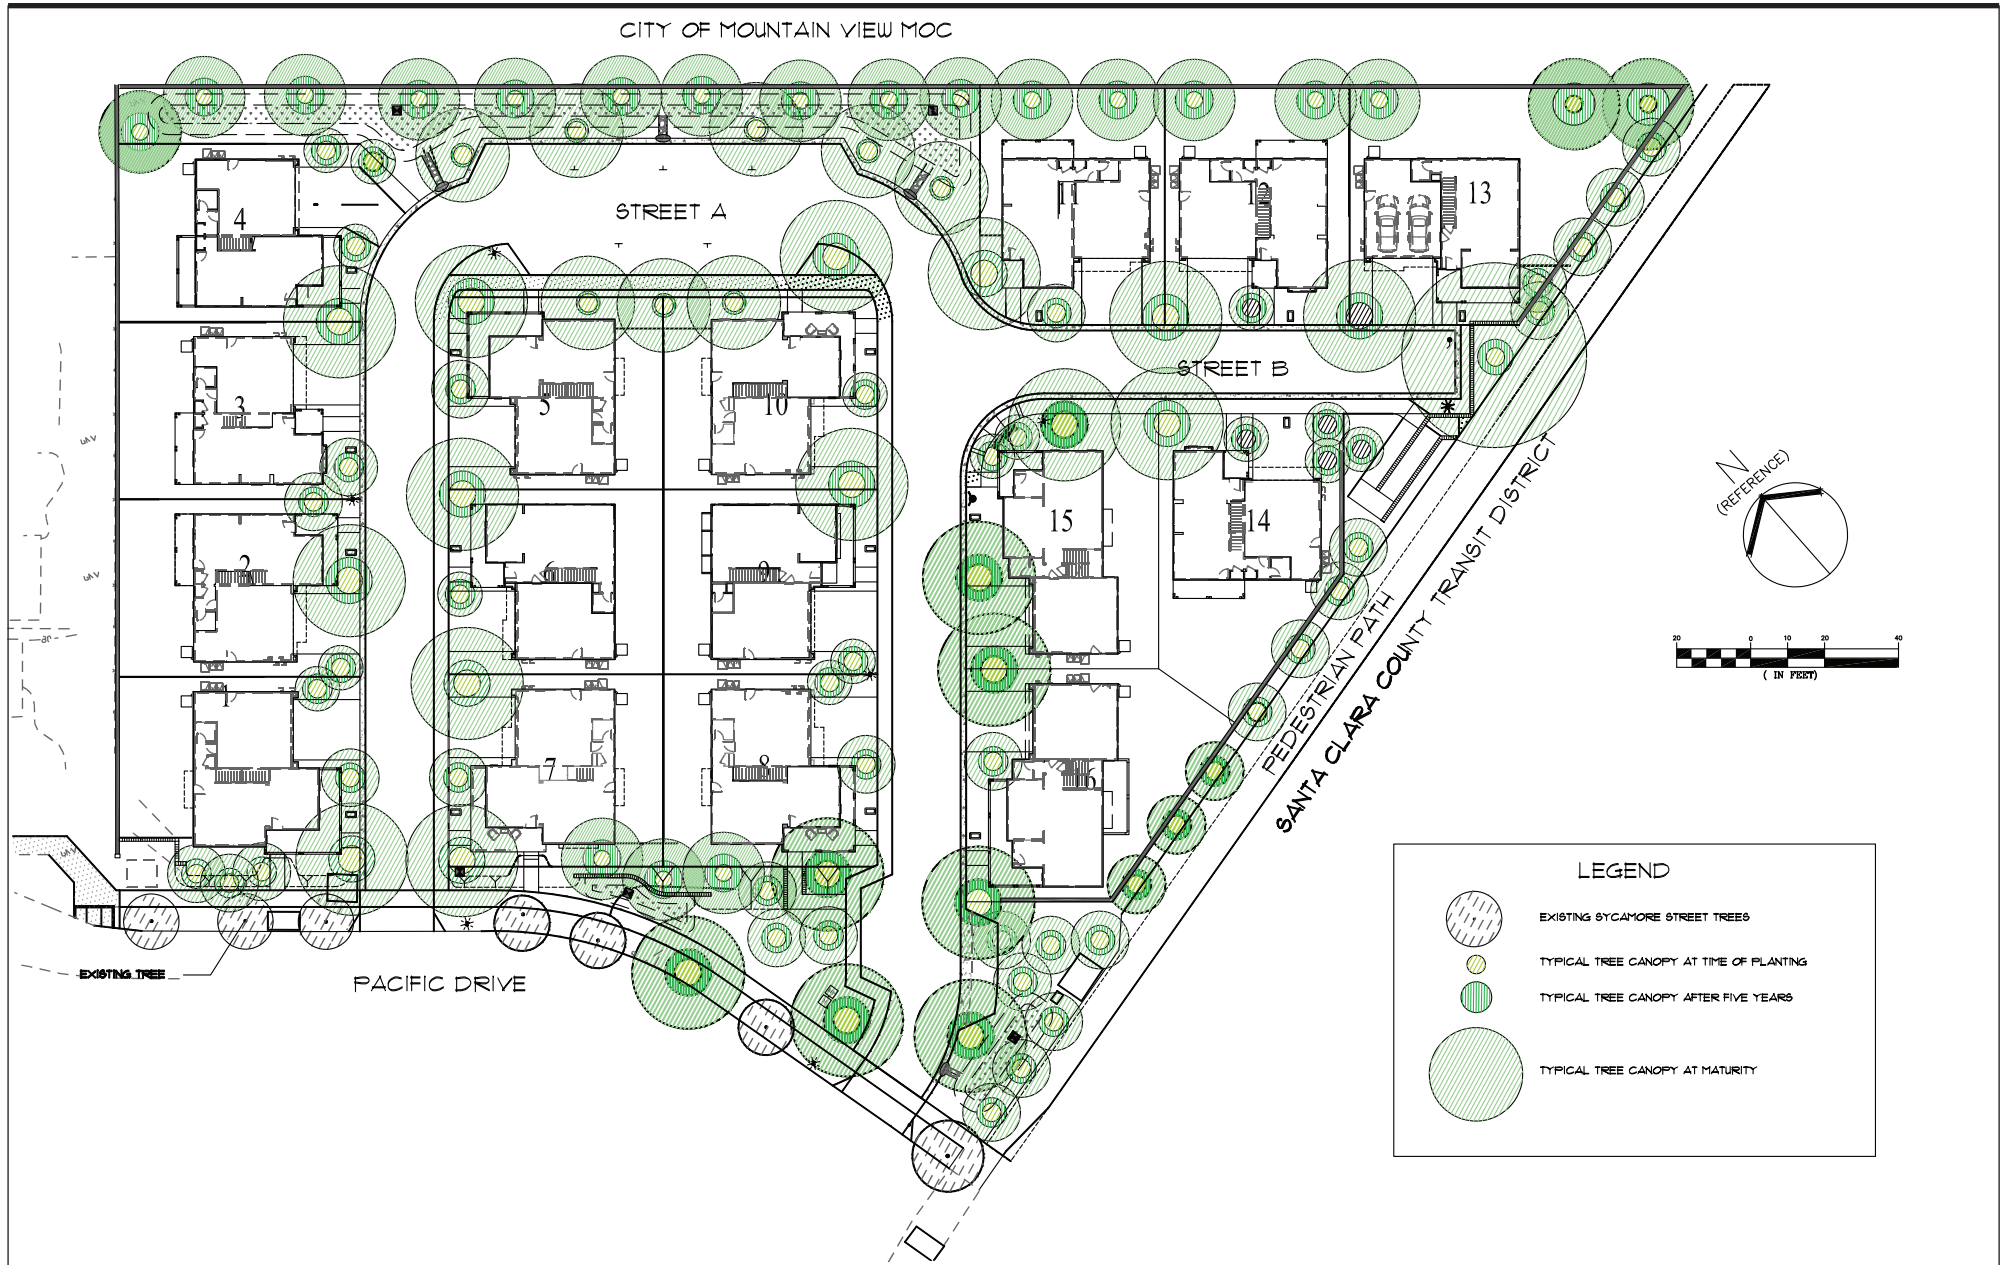 CITY OF MOUNTAIN VIEW MOC
STREET A
4
11
12
13
STREET B
3
5
10
2
6
9
15
14
1
7
8
16
PEDESTRIAN PATH
SANTA CLARA COUNTY TRANSIT DISTRICT
N
(REFERENCE)
20 0 10 20 40
( IN FEET)
EXISTING TREE
PACIFIC DRIVE
LEGEND
EXISTING SYCAMORE STREET TREES
TYPICAL TREE CANOPY AT TIME OF PLANTING
TYPICAL TREE CANOPY AFTER FIVE YEARS
TYPICAL TREE CANOPY AT MATURITY